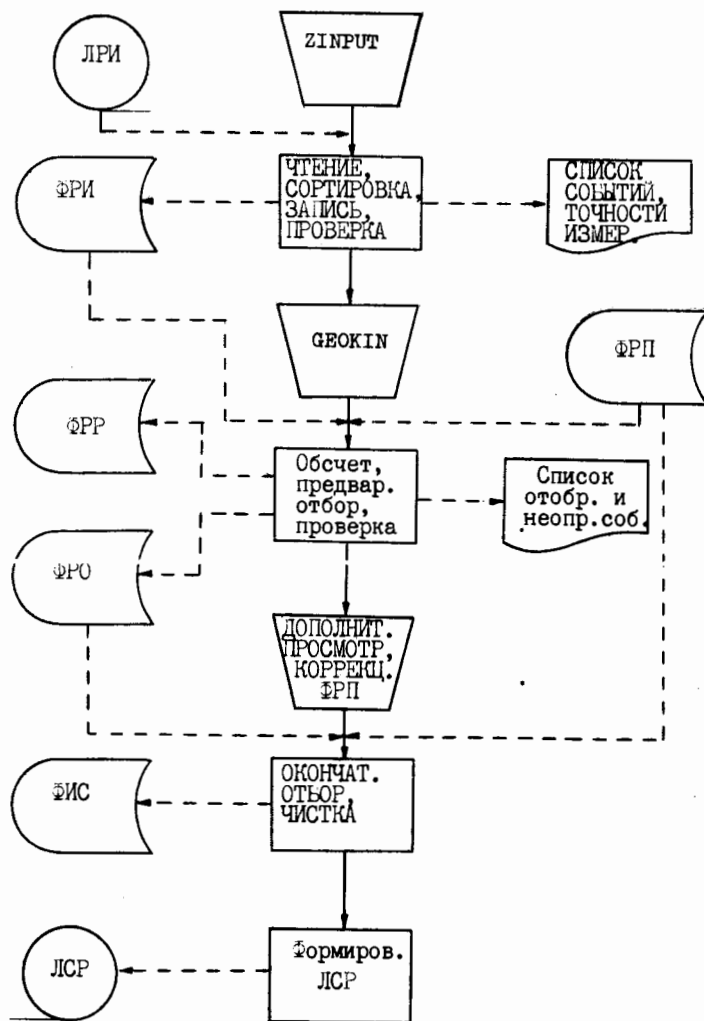 ЛРИ
ZINPUT
ФРИ
ЧТЕНИЕ,
СОРТИРОВКА,
ЗАПИСЬ,
ПРОВЕРКА
СПИСОК
СОБЫТИЙ,
ТОЧНОСТИ
ИЗМЕР.
GEOKIN
ФРП
ФРР
Обсчет,
предвар.
отбор,
проверка
Список
отобр. и
неопр.соб.
ФРО
ДОПОЛНИТ.
ПРОСМОТР,
КОРРЕКЦ.
ФРП
ФИС
ОКОНЧАТ.
ОТБОР,
ЧИСТКА
ЛСР
Формиров.
ЛСР